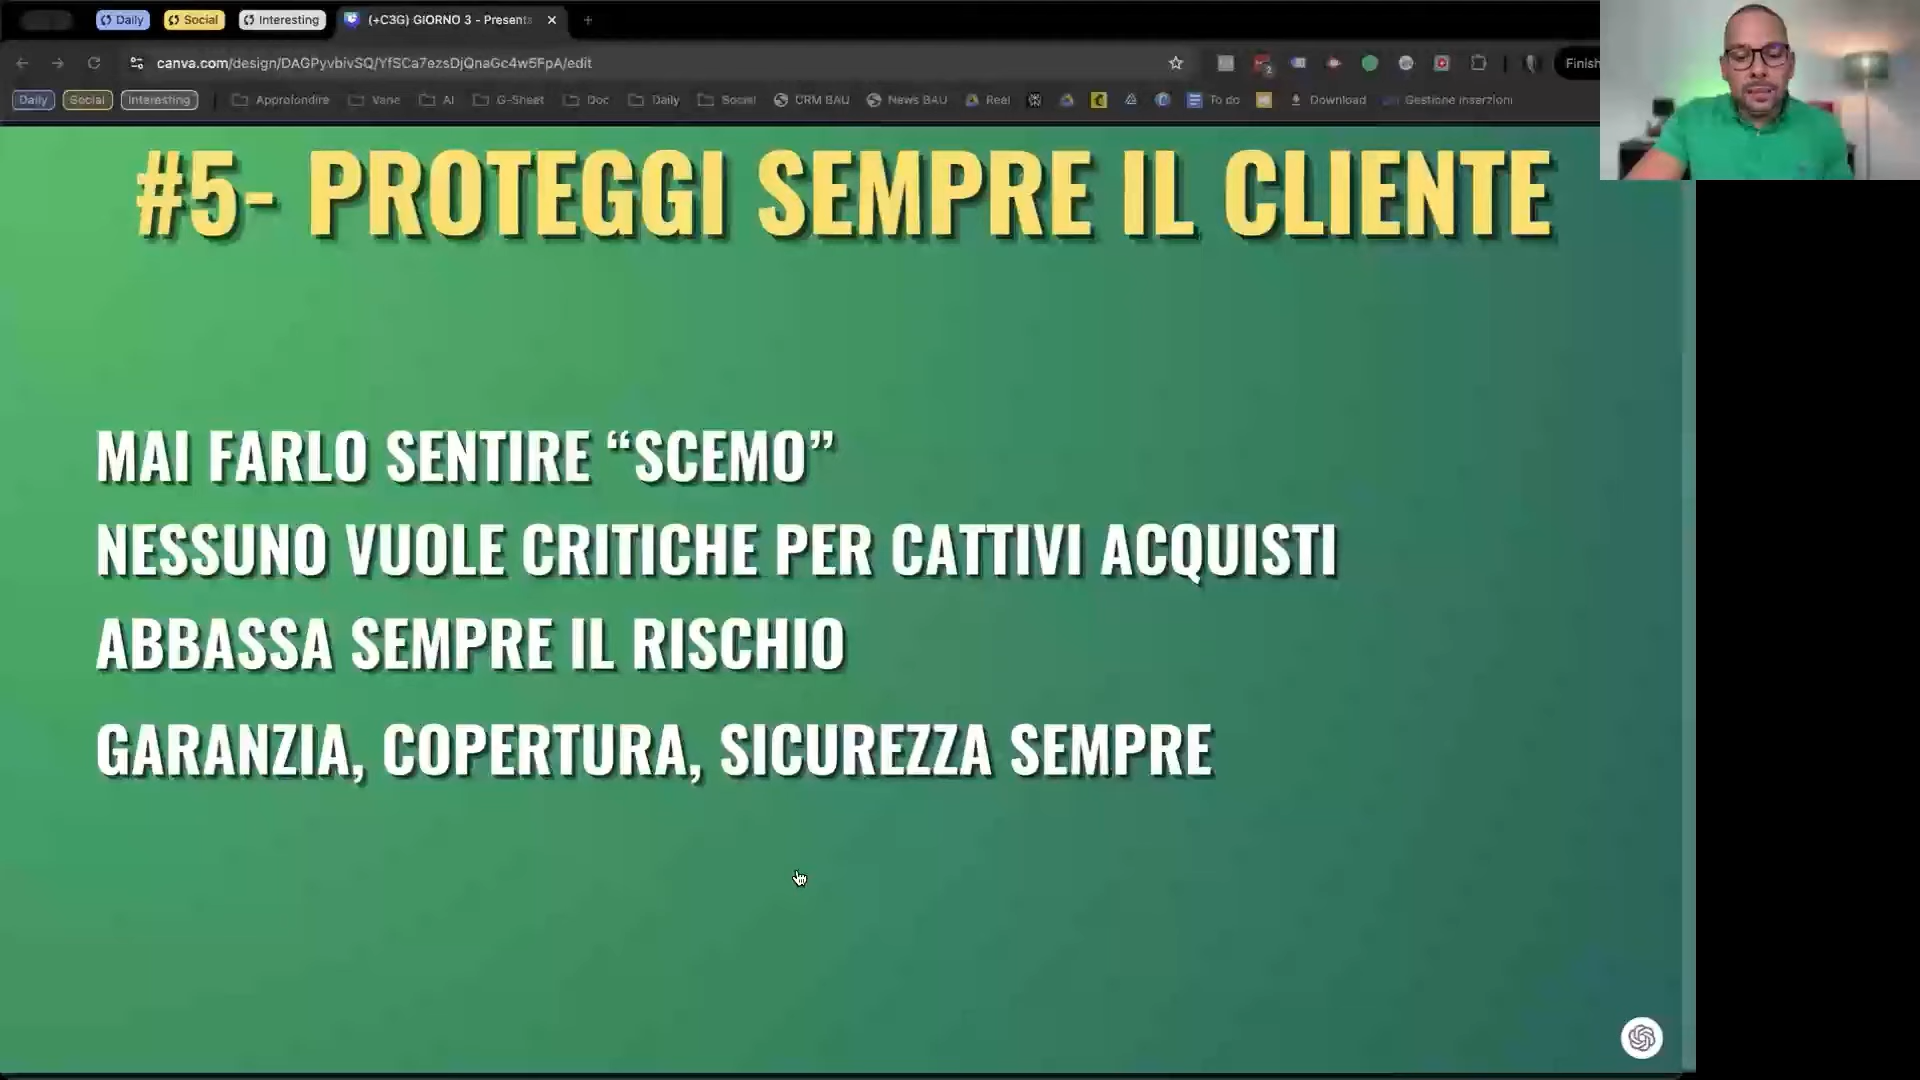 Daily
Social
Interesting
(+C3G) GIORNO 3 - Presenta
canva.com/design/DAGPyvbivSQ/YfSCa7ezsDjQnaGc4w5FpA/edit
Finish
Daily
Social
Interesting
Approfondire
Vane
AI
G-Sheet
Doc
Daily
Social
CRM BAU
News BAU
Real
To do
Download
Gestione inserzioni
#5- PROTEGGI SEMPRE IL CLIENTE
MAI FARLO SENTIRE “SCEMO”
NESSUNO VUOLE CRITICHE PER CATTIVI ACQUISTI
ABBASSA SEMPRE IL RISCHIO
GARANZIA, COPERTURA, SICUREZZA SEMPRE